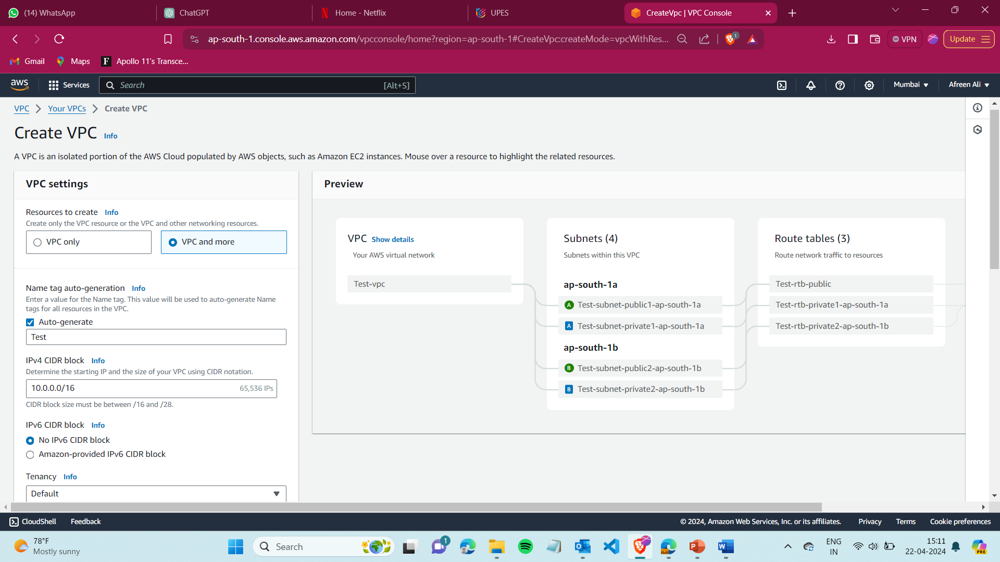 (14) WhatsApp
ChatGPT
Home - Netflix
UPES
CreateVpc | VPC Console
ap-south-1.console.aws.amazon.com/vpcconsole/home?region=ap-south-1#CreateVpc:createMode=vpcWithRes...
1
VPN
Update
Gmail
Maps
F
Apollo 11's Transce...
aws
Services
Search
[Alt+S]
Mumbai
Afreen Ali
VPC
Your VPCs
Create VPC
Create VPC Info
A VPC is an isolated portion of the AWS Cloud populated by AWS objects, such as Amazon EC2 instances. Mouse over a resource to highlight the related resources.
VPC settings
Resources to create Info
Create only the VPC resource or the VPC and other networking resources.
VPC only
VPC and more
Name tag auto-generation Info
Enter a value for the Name tag. This value will be used to auto-generate Name
tags for all resources in the VPC.
Auto-generate
Test
IPv4 CIDR block Info
Determine the starting IP and the size of your VPC using CIDR notation.
10.0.0.0/16
65,536 IPs
CIDR block size must be between /16 and /28.
IPv6 CIDR block Info
No IPv6 CIDR block
Amazon-provided IPv6 CIDR block
Tenancy Info
Default
Preview
VPC Show details
Your AWS virtual network
Test-vpc
Subnets (4)
Subnets within this VPC
ap-south-1a
A Test-subnet-public1-ap-south-1a
A Test-subnet-private1-ap-south-1a
ap-south-1b
B Test-subnet-public2-ap-south-1b
B Test-subnet-private2-ap-south-1b
Route tables (3)
Route network traffic to resources
Test-rtb-public
Test-rtb-private1-ap-south-1a
Test-rtb-private2-ap-south-1b
CloudShell
Feedback
© 2024, Amazon Web Services, Inc. or its affiliates.
Privacy
Terms
Cookie preferences
78°F
Mostly sunny
Search
1
ENG
IN
15:11
22-04-2024
PRE